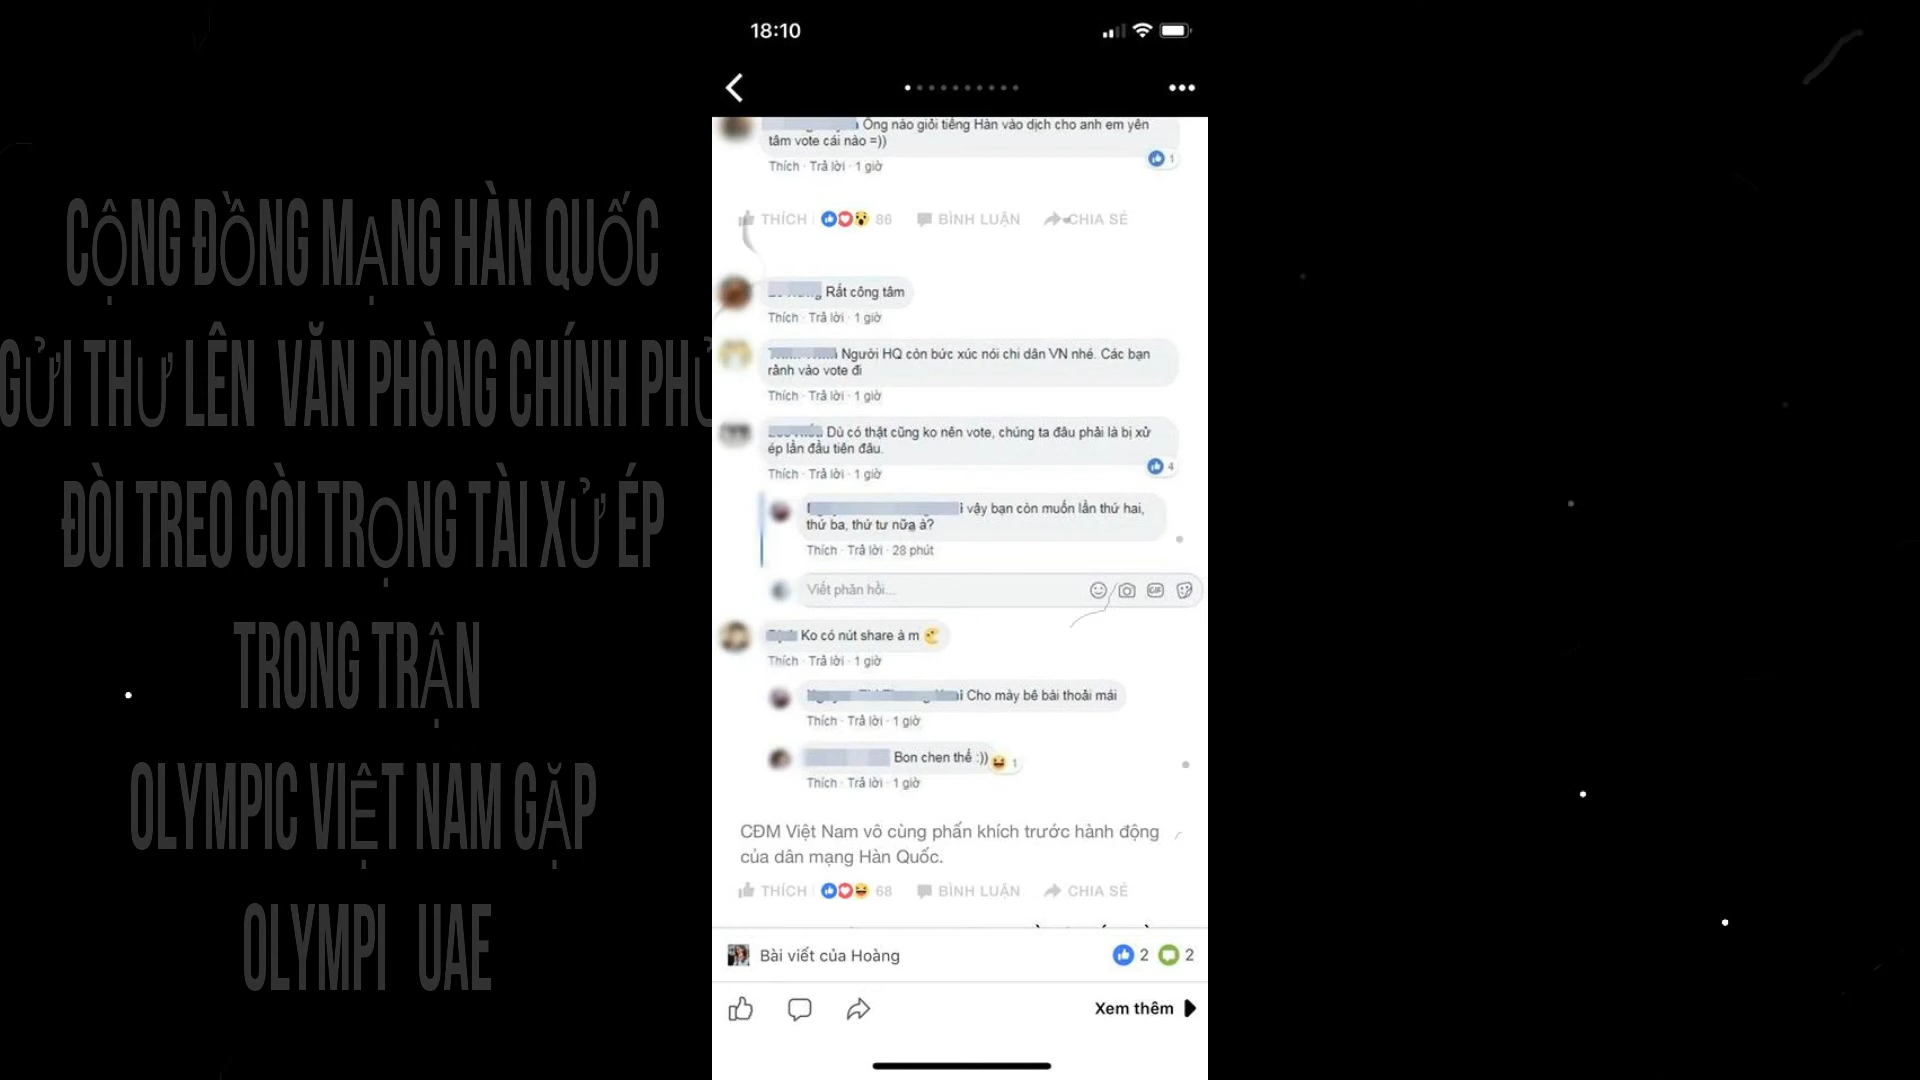 CỘNG ĐỒNG MẠNG HÀN QUỐC
GỬI THƯ LÊN VĂN PHÒNG CHÍNH PHỦ
ĐÒI TREO CÒI TRỌNG TÀI XỬ ÉP
TRONG TRẬN
OLYMPIC VIỆT NAM GẶP
OLYMPI UAE
18:10
Ông nào giỏi tiếng Hàn vào dịch cho anh em yên
tâm vote cái nào =))
1
Thích · Trả lời · 1 giờ
THÍCH 86 BÌNH LUẬN CHIA SẺ
Rất công tâm
Thích · Trả lời · 1 giờ
Người HQ còn bức xúc nói chi dân VN nhé. Các bạn
rảnh vào vote đi
Thích · Trả lời · 1 giờ
Dù có thật cũng ko nên vote, chúng ta đâu phải là bị xử
ép lần đầu tiên đâu.
4
Thích · Trả lời · 1 giờ
i vậy bạn còn muốn lần thứ hai,
thứ ba, thứ tư nữa à?
Thích · Trả lời · 28 phút
Viết phản hồi...
GIF
Ko có nút share à m
Thích · Trả lời · 1 giờ
i Cho mày bê bài thoải mái
Thích · Trả lời · 1 giờ
Bon chen thế :)) 1
Thích · Trả lời · 1 giờ
CĐM Việt Nam vô cùng phấn khích trước hành động
của dân mạng Hàn Quốc.
THÍCH 68 BÌNH LUẬN CHIA SẺ
Bài viết của Hoàng 2 2
Xem thêm